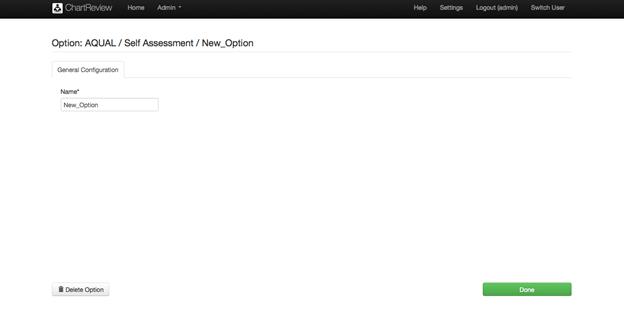 ChartReview Home Admin Help Settings Logout (admin) Switch User
Option: AQUAL / Self Assessment / New_Option
General Configuration
Name*
New_Option
Delete Option Done